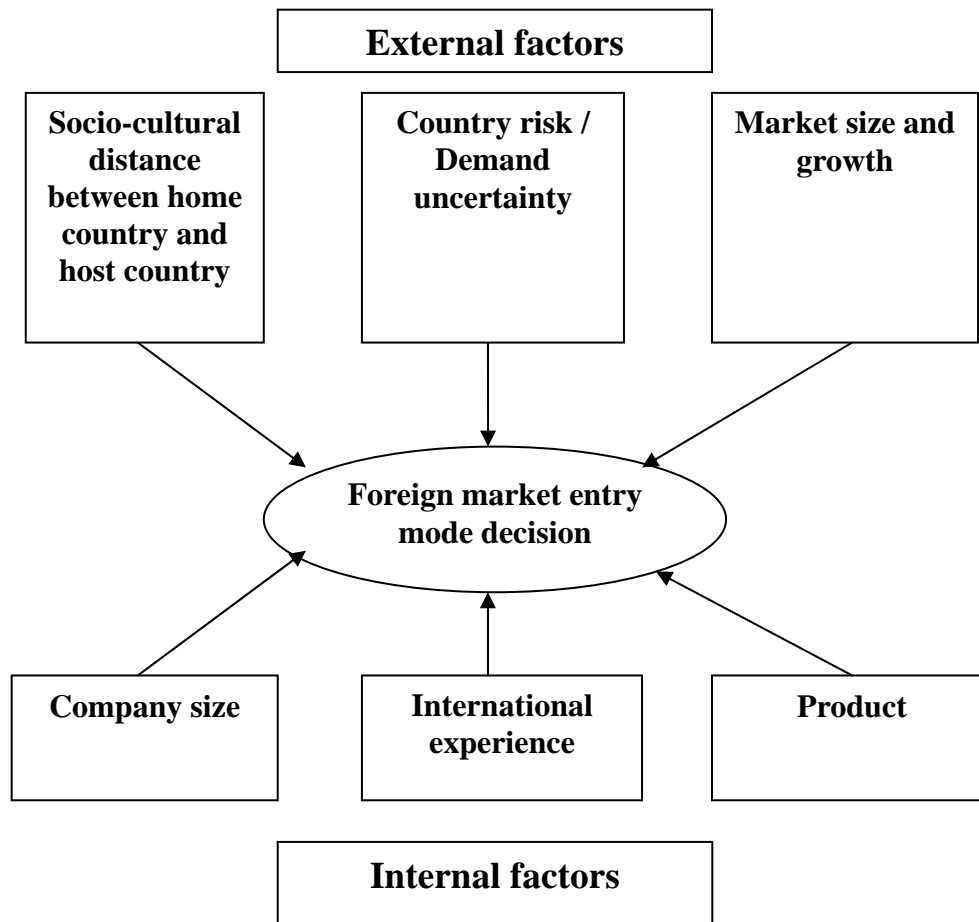 External factors
Socio-cultural
distance
between home
country and
host country
Country risk /
Demand
uncertainty
Market size and
growth
Foreign market entry
mode decision
Company size
International
experience
Product
Internal factors